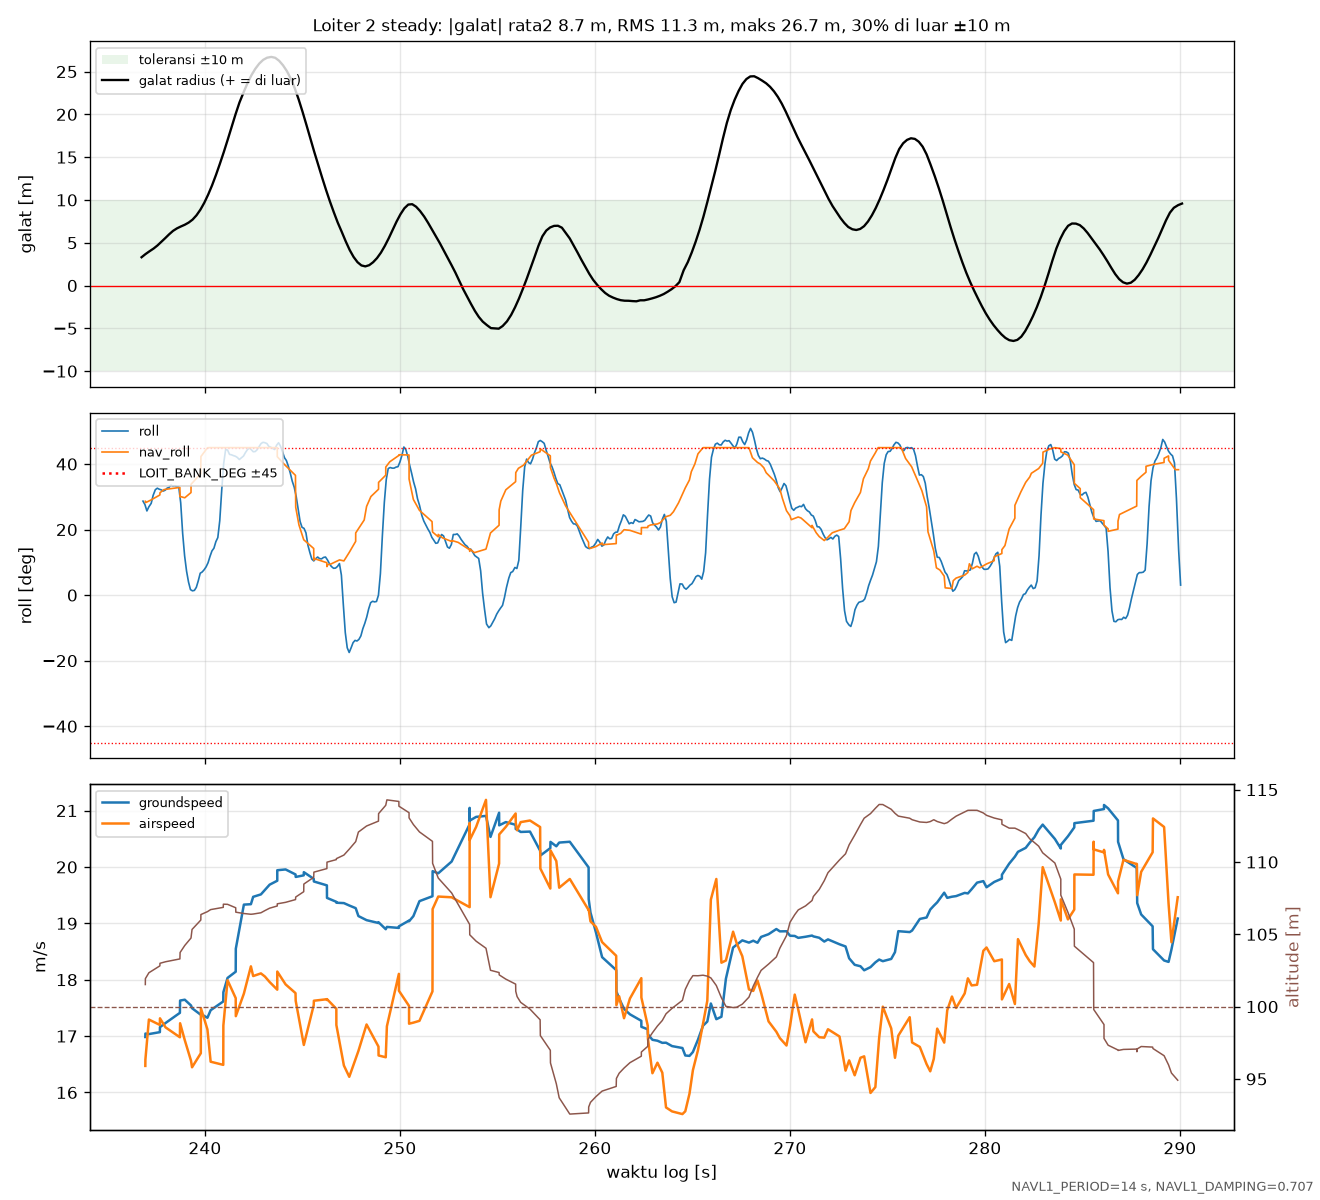 Loiter 2 steady: |galat| rata2 8.7 m, RMS 11.3 m, maks 26.7 m, 30% di luar ±10 m
toleransi ±10 m
galat radius (+ = di luar)
galat [m]
25
20
15
10
5
0
−5
−10
roll
nav_roll
LOIT_BANK_DEG ±45
roll [deg]
40
20
0
−20
−40
groundspeed
airspeed
m/s
21
20
19
18
17
16
115
110
105
100
95
altitude [m]
240
250
260
270
280
290
waktu log [s]
NAVL1_PERIOD=14 s, NAVL1_DAMPING=0.707